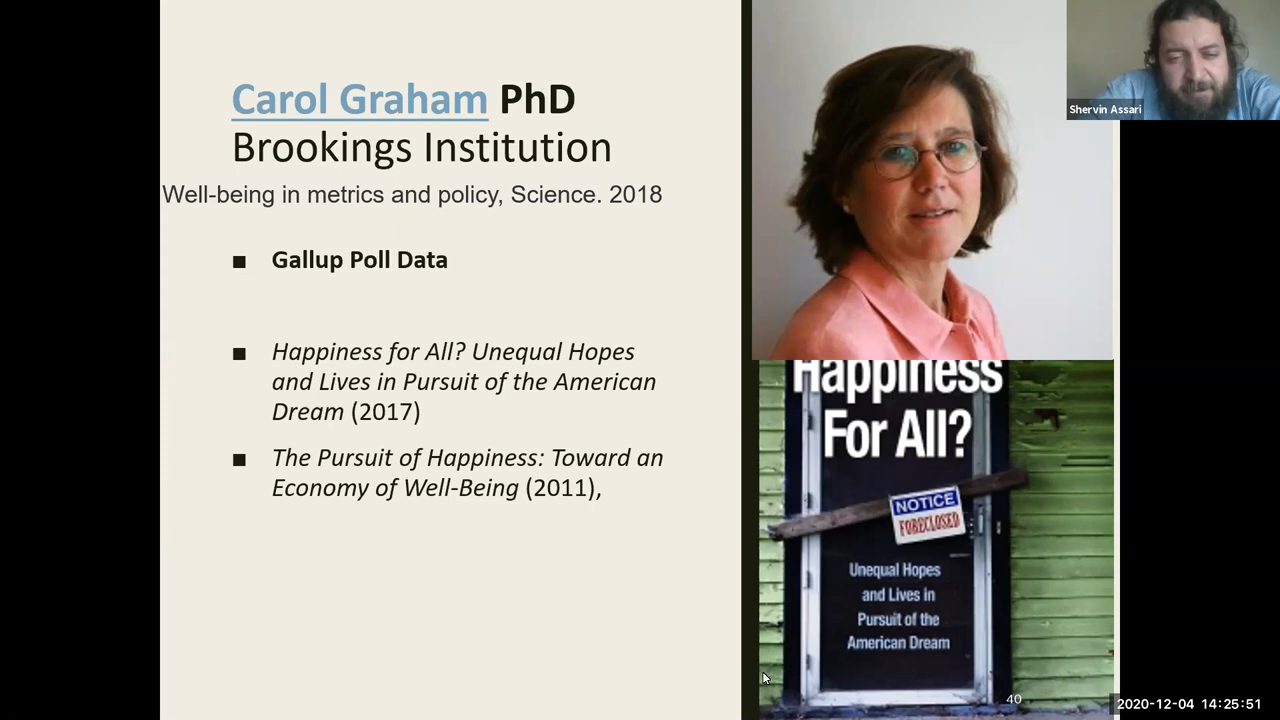 Carol Graham PhD
Brookings Institution
Well-being in metrics and policy, Science. 2018
■ Gallup Poll Data
■ Happiness for All? Unequal Hopes
and Lives in Pursuit of the American
Dream (2017)
■ The Pursuit of Happiness: Toward an
Economy of Well-Being (2011),
Shervin Assari
Happiness
For All?
NOTICE
FORECLOSED
Unequal Hopes
and Lives in
Pursuit of the
American Dream
40
2020-12-04 14:25:51